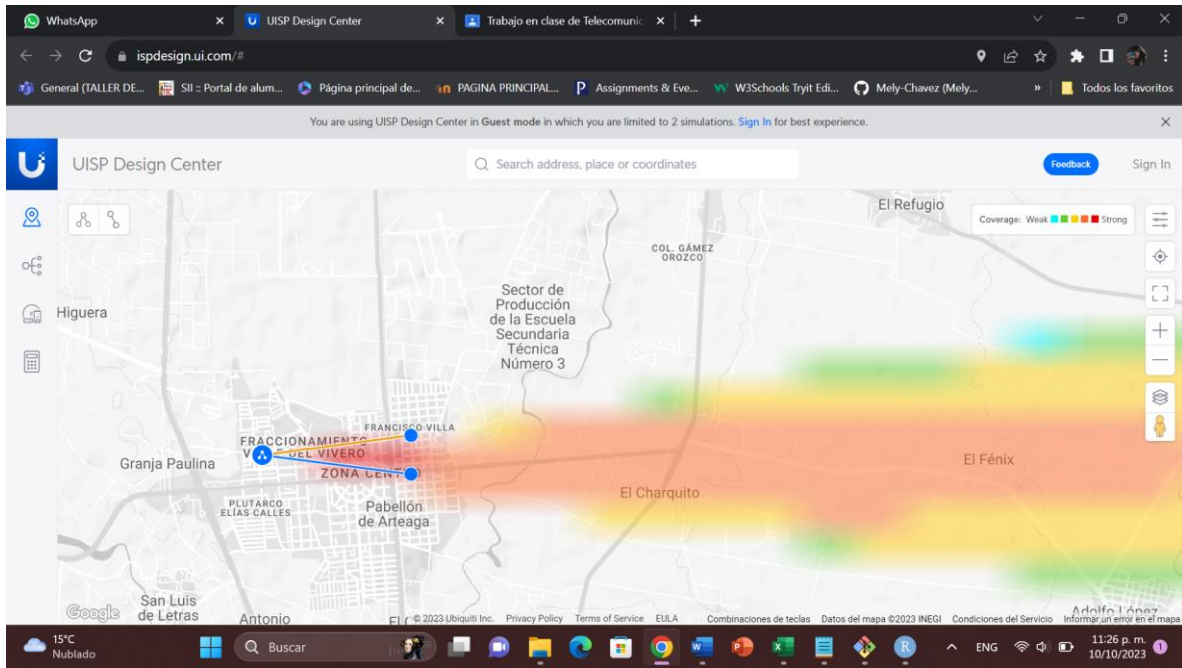 WhatsApp
UISP Design Center
Trabajo en clase de Telecomunic
ispdesign.ui.com/#
General (TALLER DE...
SII :: Portal de alum...
Página principal de...
PAGINA PRINCIPAL...
Assignments & Eve...
W3Schools Tryit Edi...
Mely-Chavez (Mely...
»
Todos los favoritos
You are using UISP Design Center in Guest mode in which you are limited to 2 simulations. Sign In for best experience.
UISP Design Center
Search address, place or coordinates
Feedback
Sign In
El Refugio
Coverage: Weak Strong
COL. GÁMEZ
OROZCO
Sector de
Producción
de la Escuela
Secundaria
Técnica
Número 3
Higuera
FRANCISCO VILLA
FRACCIONAMIENTO
DEL VIVERO
Granja Paulina
ZONA
El Fénix
El Charquito
PLUTARCO
ELÍAS CALLES
Pabellón
de Arteaga
San Luis
de Letras
Antonio
Adolfo López
Google
© 2023 Ubiquiti Inc. Privacy Policy Terms of Service EULA
Combinaciones de teclas Datos del mapa ©2023 INEGI Condiciones del Servicio Informar un error en el mapa
15°C
Nublado
Buscar
ENG
11:26 p. m.
10/10/2023
1